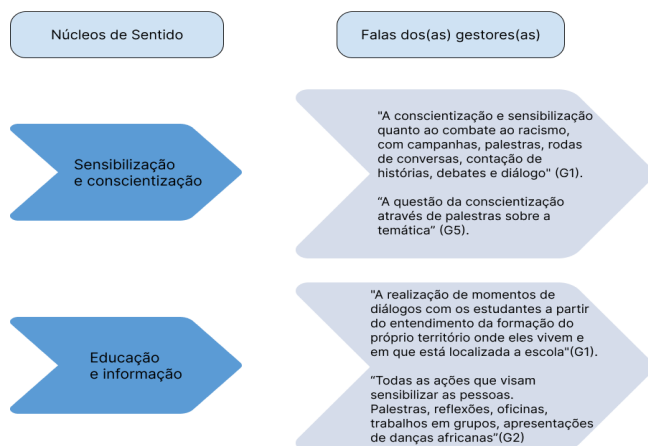 Núcleos de Sentido
Falas dos(as) gestores(as)
Sensibilização
e conscientização
"A conscientização e sensibilização
quanto ao combate ao racismo,
com campanhas, palestras, rodas
de conversas, contação de
histórias, debates e diálogo" (G1).
“A questão da conscientização
através de palestras sobre a
temática” (G5).
Educação
e informação
"A realização de momentos de
diálogos com os estudantes a partir
do entendimento da formação do
próprio território onde eles vivem e
em que está localizada a escola"(G1).
“Todas as ações que visam
sensibilizar as pessoas.
Palestras, reflexões, oficinas,
trabalhos em grupos, apresentações
de danças africanas”(G2)